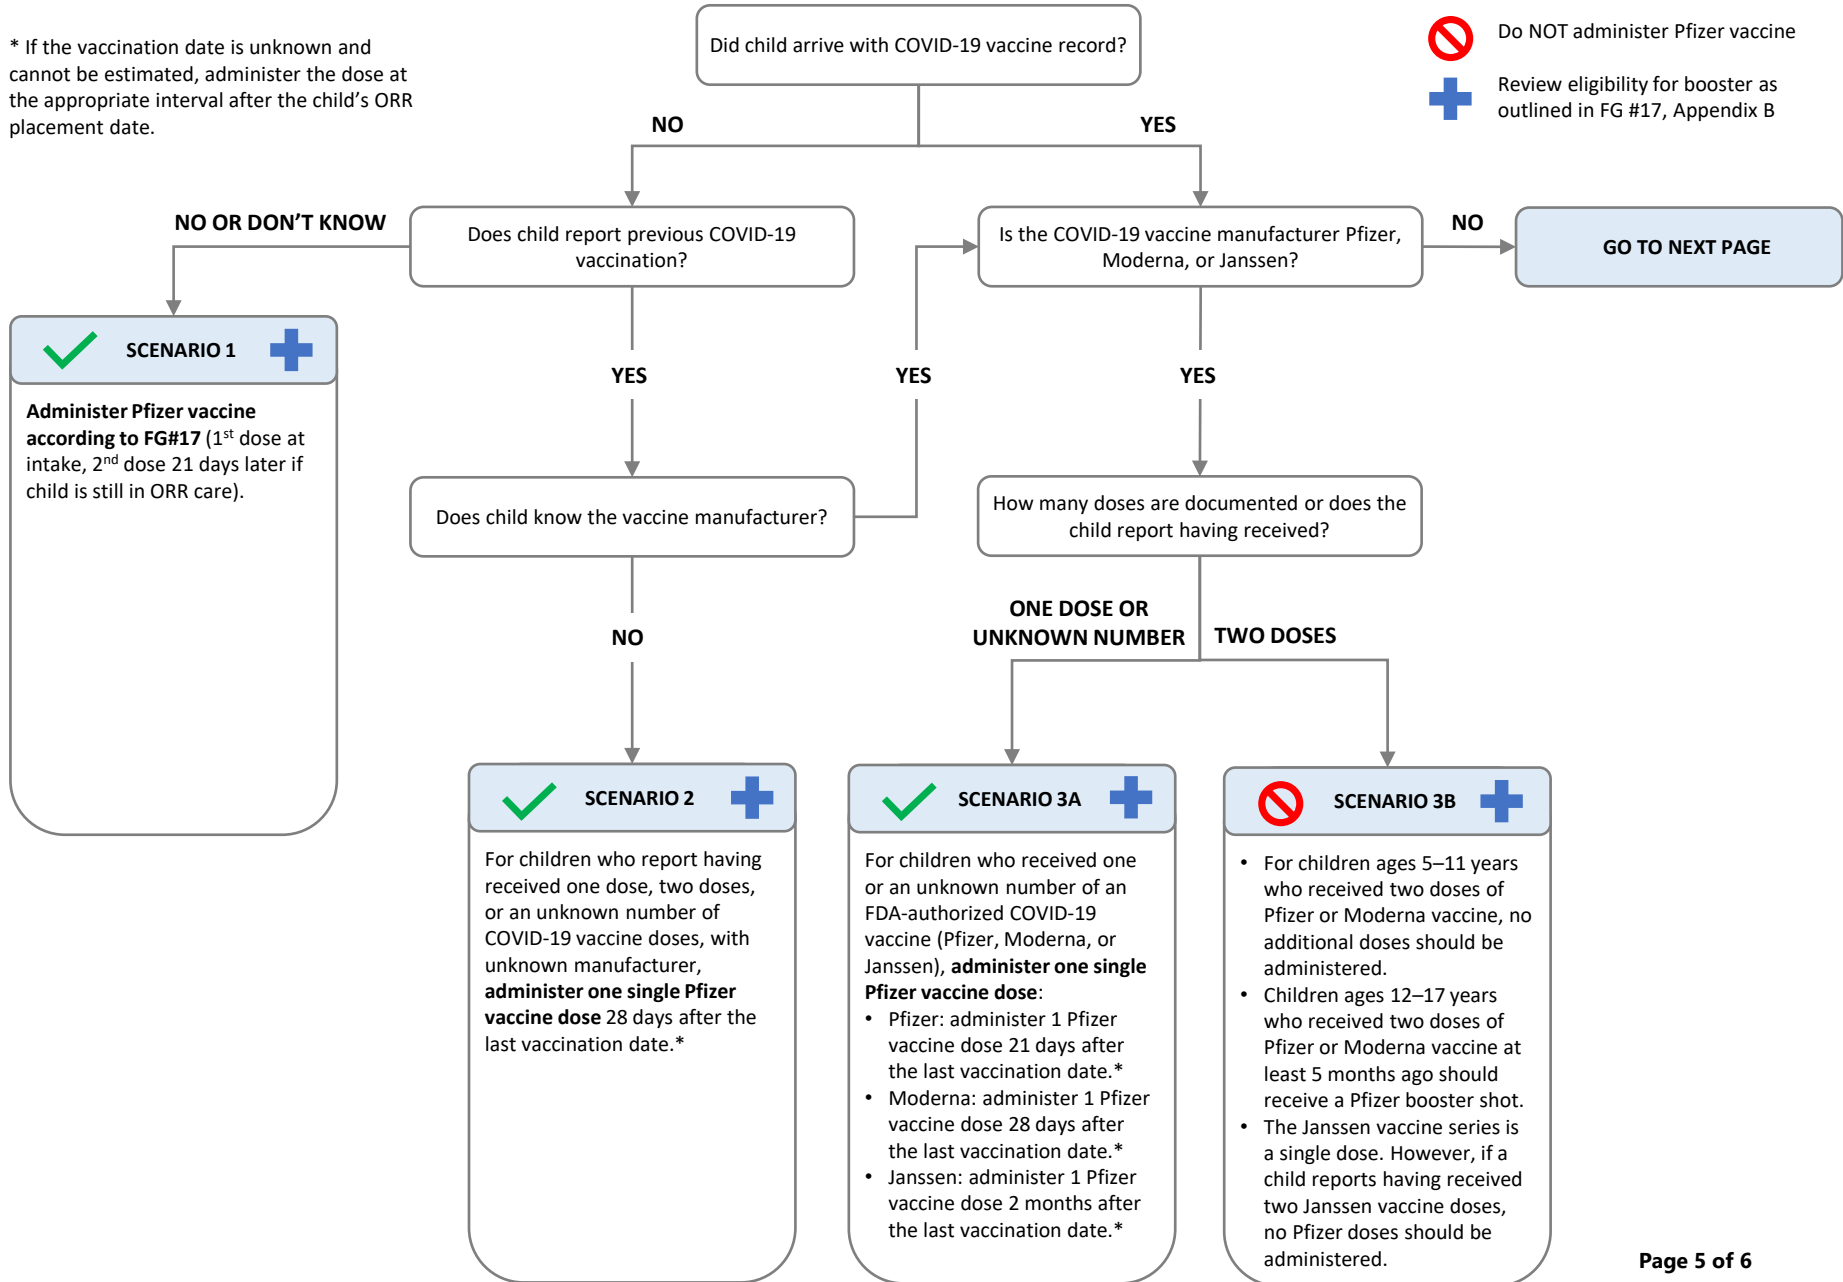 * If the vaccination date is unknown and
cannot be estimated, administer the dose at
the appropriate interval after the child's ORR
placement date.
Did child arrive with COVID-19 vaccine record?
Do NOT administer Pfizer vaccine
Review eligibility for booster as
outlined in FG #17, Appendix B
NO
YES
NO OR DON'T KNOW
Does child report previous COVID-19
vaccination?
Is the COVID-19 vaccine manufacturer Pfizer,
Moderna, or Janssen?
NO
GO TO NEXT PAGE
SCENARIO 1
Administer Pfizer vaccine
according to FG#17 (1st dose at
intake, 2nd dose 21 days later if
child is still in ORR care).
YES
YES
YES
Does child know the vaccine manufacturer?
How many doses are documented or does the
child report having received?
NO
ONE DOSE OR
UNKNOWN NUMBER
TWO DOSES
SCENARIO 2
For children who report having
received one dose, two doses,
or an unknown number of
COVID-19 vaccine doses, with
unknown manufacturer,
administer one single Pfizer
vaccine dose 28 days after the
last vaccination date.*
SCENARIO 3A
For children who received one
or an unknown number of an
FDA-authorized COVID-19
vaccine (Pfizer, Moderna, or
Janssen), administer one single
Pfizer vaccine dose:
• Pfizer: administer 1 Pfizer
vaccine dose 21 days after
the last vaccination date.*
• Moderna: administer 1 Pfizer
vaccine dose 28 days after
the last vaccination date.*
• Janssen: administer 1 Pfizer
vaccine dose 2 months after
the last vaccination date.*
SCENARIO 3B
• For children ages 5–11 years
who received two doses of
Pfizer or Moderna vaccine, no
additional doses should be
administered.
• Children ages 12–17 years
who received two doses of
Pfizer or Moderna vaccine at
least 5 months ago should
receive a Pfizer booster shot.
• The Janssen vaccine series is
a single dose. However, if a
child reports having received
two Janssen vaccine doses,
no Pfizer doses should be
administered.
Page 5 of 6